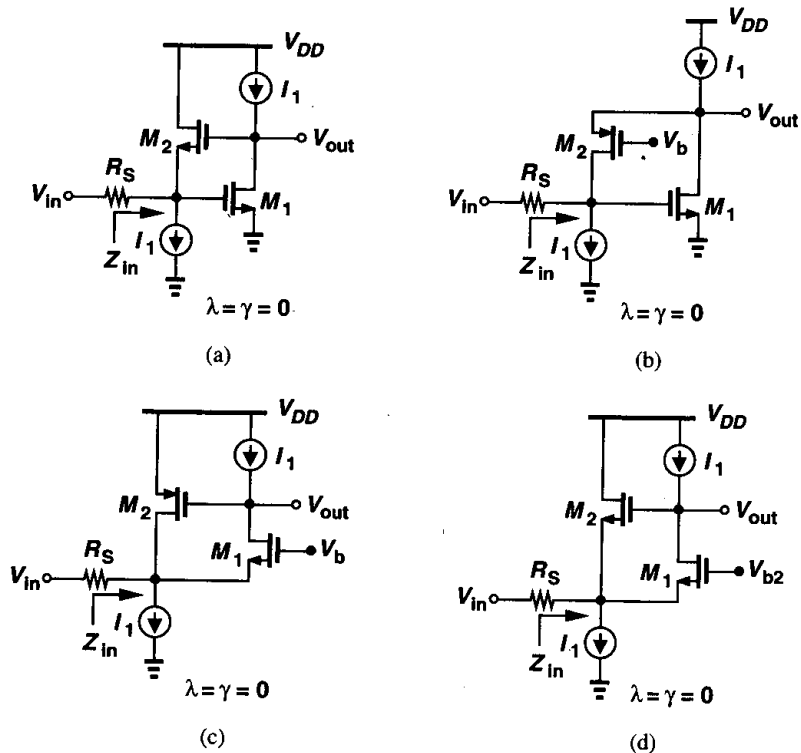 V_DD
I_1
M_2
V_out
R_S
V_in
M_1
Z_in
I_1
λ = γ = 0
(a)
V_DD
I_1
V_out
M_2
V_b
R_S
V_in
M_1
Z_in
I_1
λ = γ = 0
(b)
V_DD
I_1
M_2
V_out
M_1
V_b
R_S
V_in
Z_in
I_1
λ = γ = 0
(c)
V_DD
I_1
M_2
V_out
M_1
V_b2
R_S
V_in
Z_in
I_1
λ = γ = 0
(d)